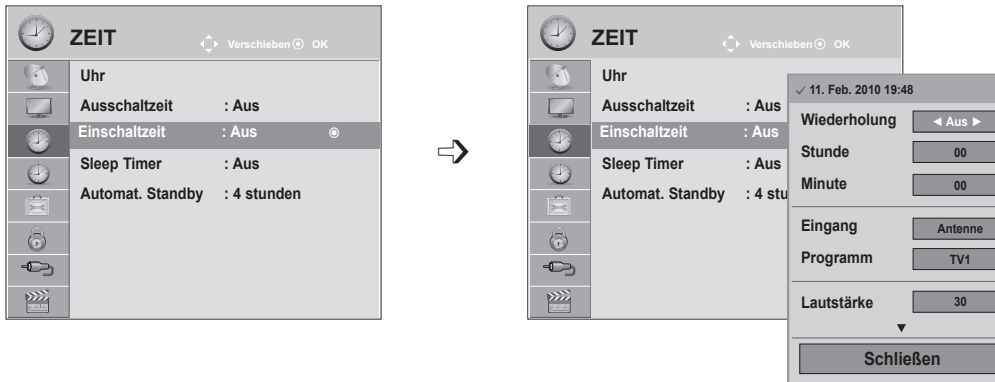 ZEIT
Verschieben OK
Uhr
Ausschaltzeit : Aus
Einschaltzeit : Aus
Sleep Timer : Aus
Automat. Standby : 4 stunden
ZEIT
Verschieben OK
Uhr
Ausschaltzeit : Aus
Einschaltzeit : Aus
Sleep Timer : Aus
Automat. Standby : 4 stu
✓ 11. Feb. 2010 19:48
Wiederholung ◄ Aus ►
Stunde 00
Minute 00
Eingang Antenne
Programm TV1
Lautstärke 30
▼
Schließen